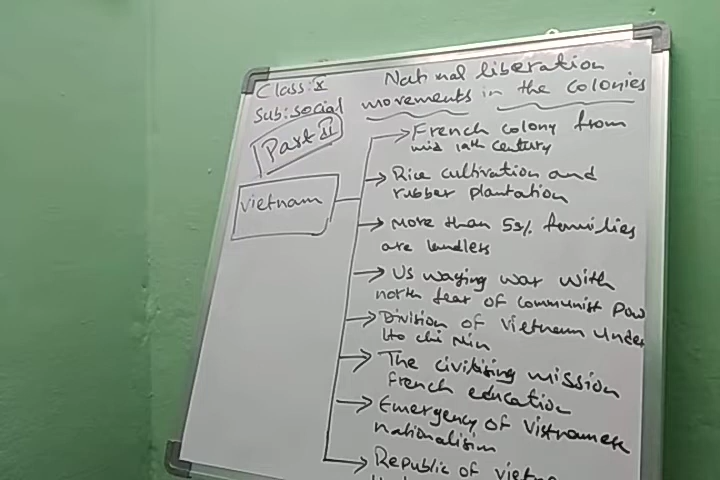 Class: X
Sub: social
National liberation
movements in the colonies
Part II
Vietnam
→ French colony from
mid 19th century
→ Rice cultivation and
rubber plantation
→ More than 53% families
are landless
→ US waging war with
north fear of communist pow
→ Division of Vietnam under
Ho chi Min
→ The civilising mission
french education
→ Emergency of Vietnamese
nationalisim
→ Republic of Vietna